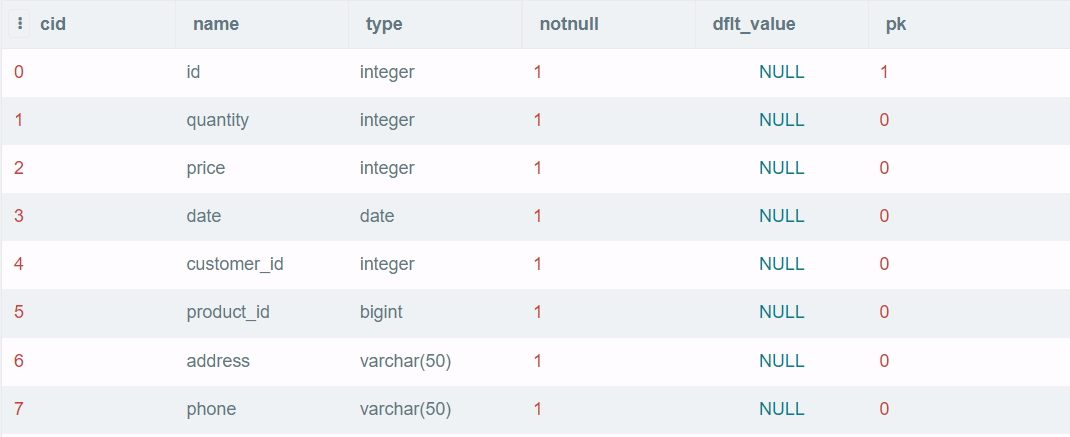 cid name type notnull dflt_value pk
0 id integer 1 NULL 1
1 quantity integer 1 NULL 0
2 price integer 1 NULL 0
3 date date 1 NULL 0
4 customer_id integer 1 NULL 0
5 product_id bigint 1 NULL 0
6 address varchar(50) 1 NULL 0
7 phone varchar(50) 1 NULL 0